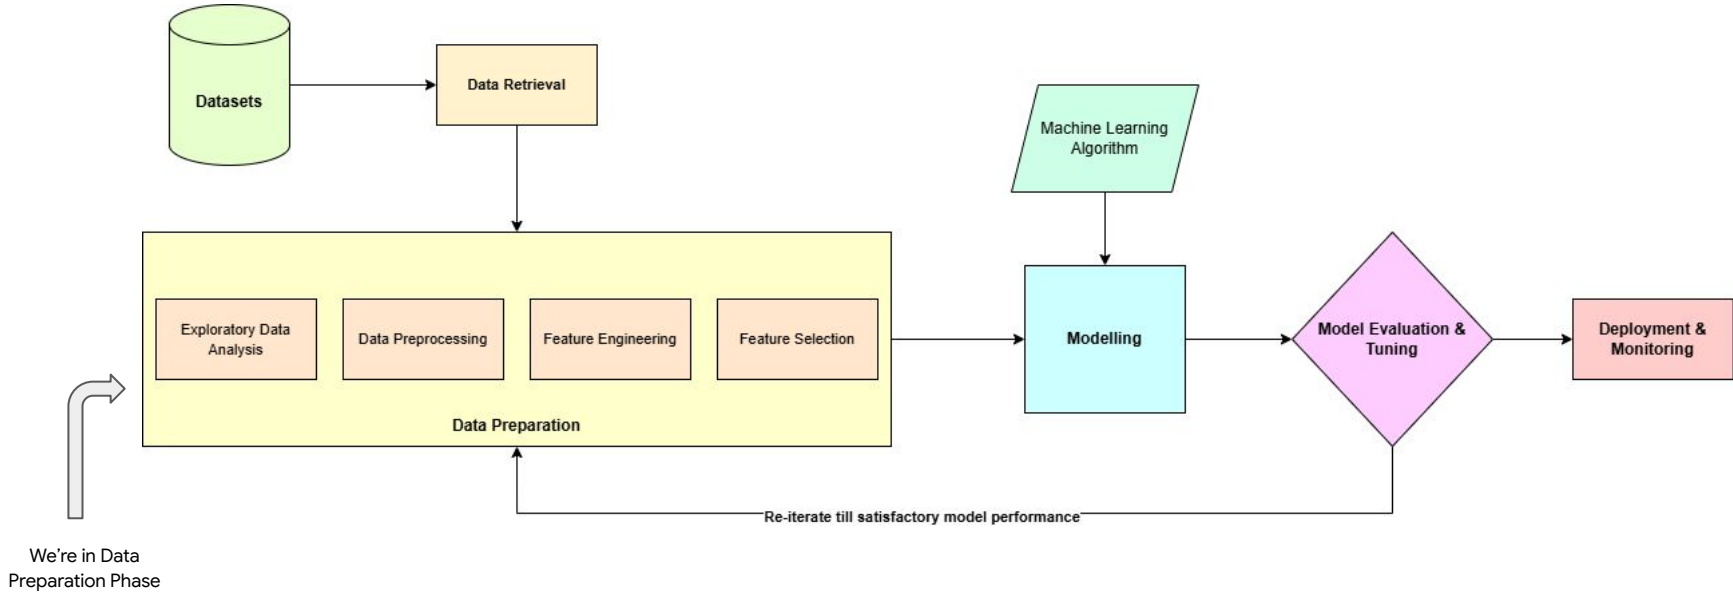 Datasets
Data Retrieval
Machine Learning
Algorithm
Exploratory Data
Analysis
Data Preprocessing
Feature Engineering
Feature Selection
Data Preparation
Modelling
Model Evaluation &
Tuning
Deployment &
Monitoring
Re-iterate till satisfactory model performance
We’re in Data
Preparation Phase